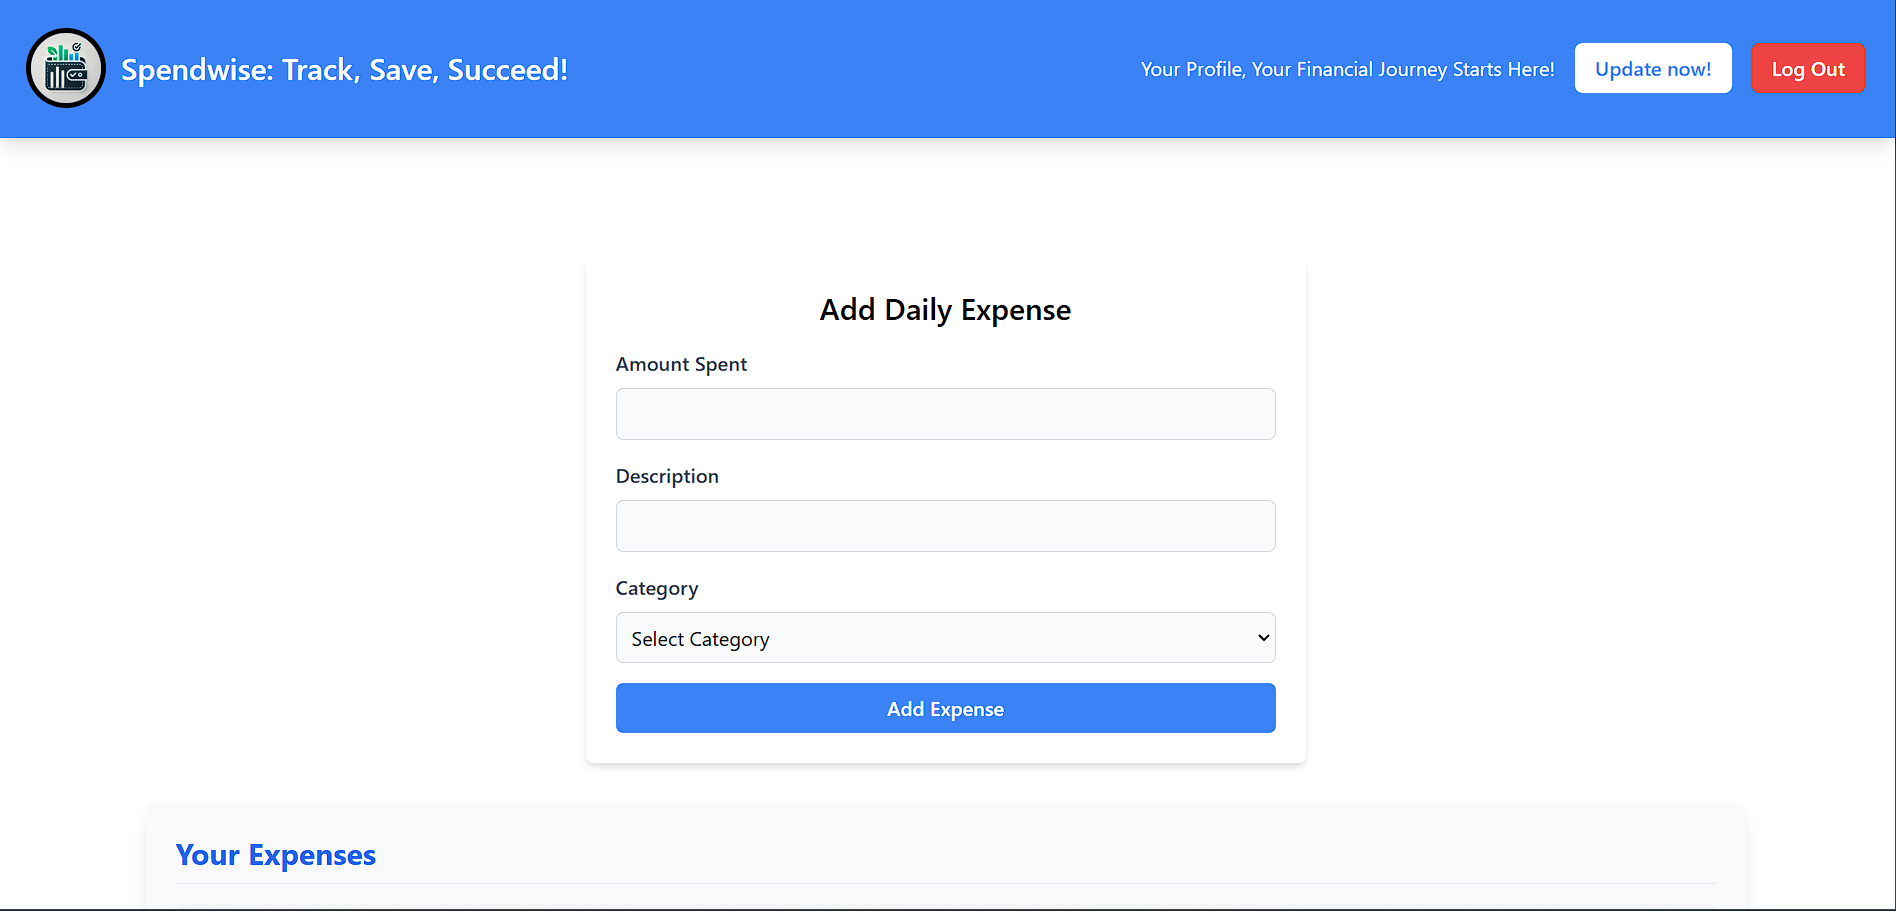 Spendwise: Track, Save, Succeed!
Your Profile, Your Financial Journey Starts Here!
Update now!
Log Out
Add Daily Expense
Amount Spent
Description
Category
Select Category
Add Expense
Your Expenses